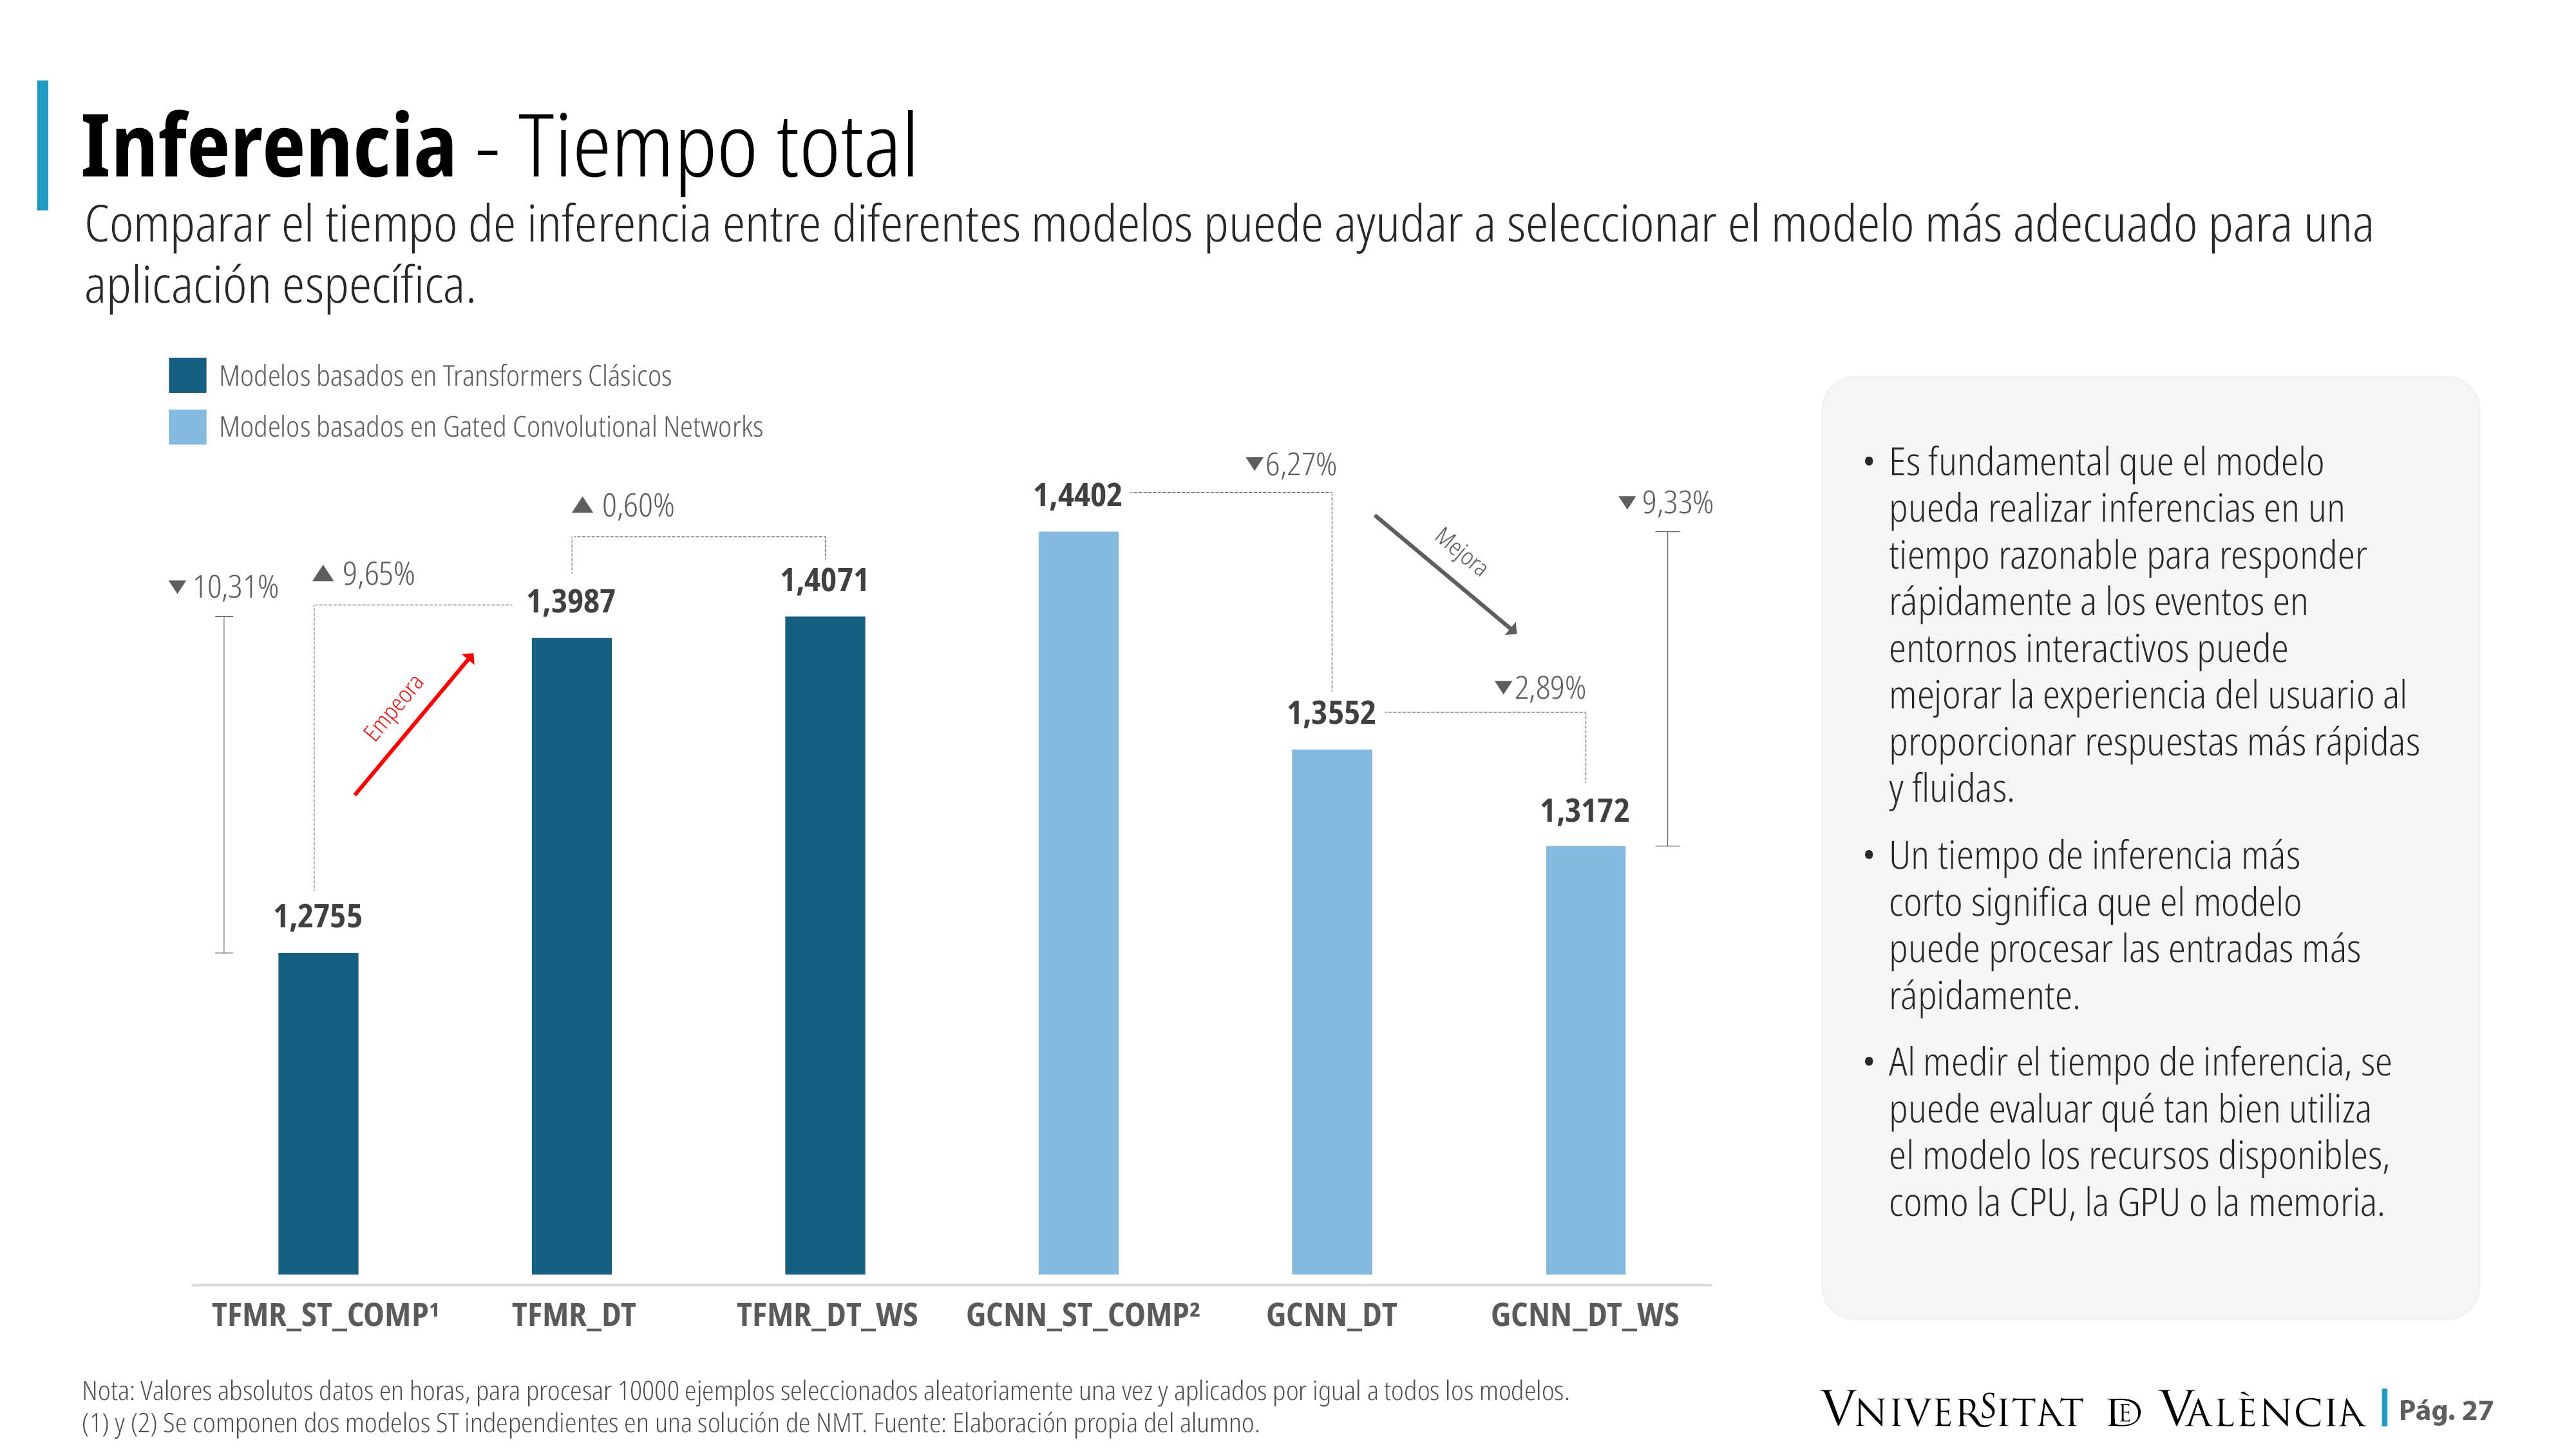 Inferencia - Tiempo total
Comparar el tiempo de inferencia entre diferentes modelos puede ayudar a seleccionar el modelo más adecuado para una
aplicación específica.
Modelos basados en Transformers Clásicos
Modelos basados en Gated Convolutional Networks
▼ 10,31%
▲ 9,65%
▲ 0,60%
▼6,27%
▼2,89%
▼ 9,33%
Empeora
Mejora
1,2755
1,3987
1,4071
1,4402
1,3552
1,3172
TFMR_ST_COMP¹
TFMR_DT
TFMR_DT_WS
GCNN_ST_COMP²
GCNN_DT
GCNN_DT_WS
• Es fundamental que el modelo
pueda realizar inferencias en un
tiempo razonable para responder
rápidamente a los eventos en
entornos interactivos puede
mejorar la experiencia del usuario al
proporcionar respuestas más rápidas
y fluidas.
• Un tiempo de inferencia más
corto significa que el modelo
puede procesar las entradas más
rápidamente.
• Al medir el tiempo de inferencia, se
puede evaluar qué tan bien utiliza
el modelo los recursos disponibles,
como la CPU, la GPU o la memoria.
Nota: Valores absolutos datos en horas, para procesar 10000 ejemplos seleccionados aleatoriamente una vez y aplicados por igual a todos los modelos.
(1) y (2) Se componen dos modelos ST independientes en una solución de NMT. Fuente: Elaboración propia del alumno.
VNIVERSITAT DE VALÈNCIA
Pág. 27